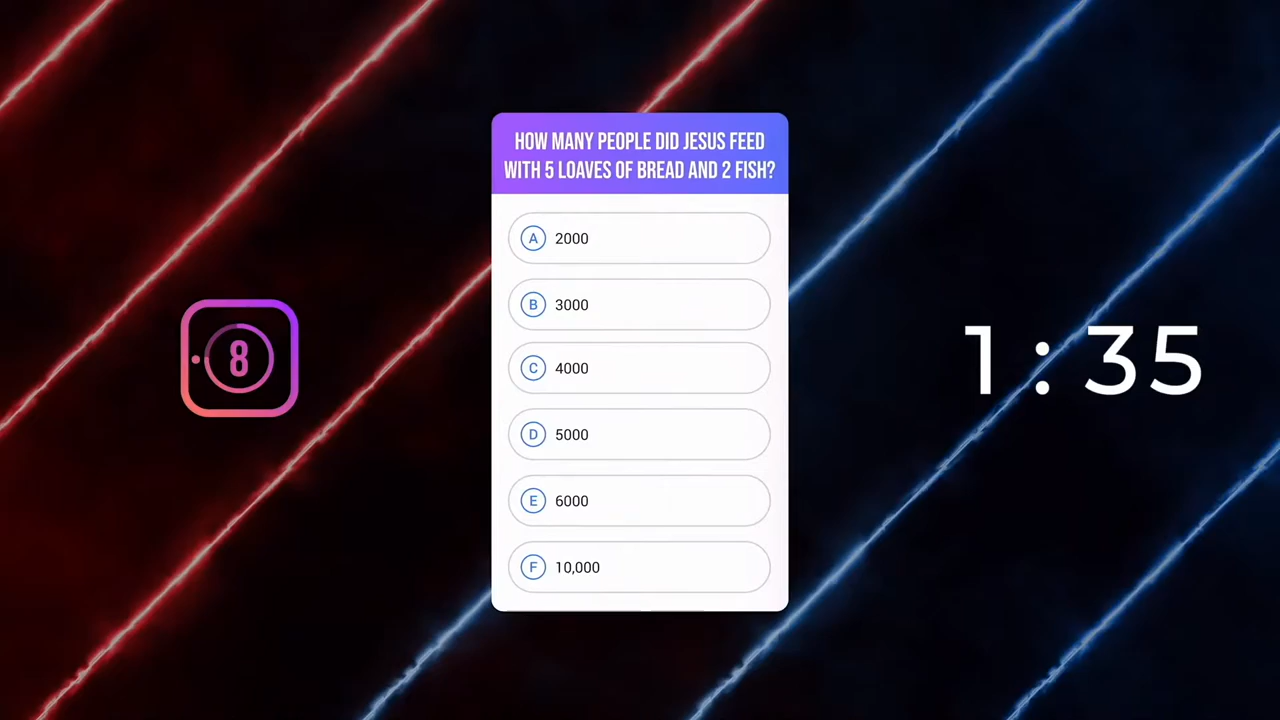 HOW MANY PEOPLE DID JESUS FEED
WITH 5 LOAVES OF BREAD AND 2 FISH?
A 2000
B 3000
C 4000
D 5000
E 6000
F 10,000
8
1 : 35